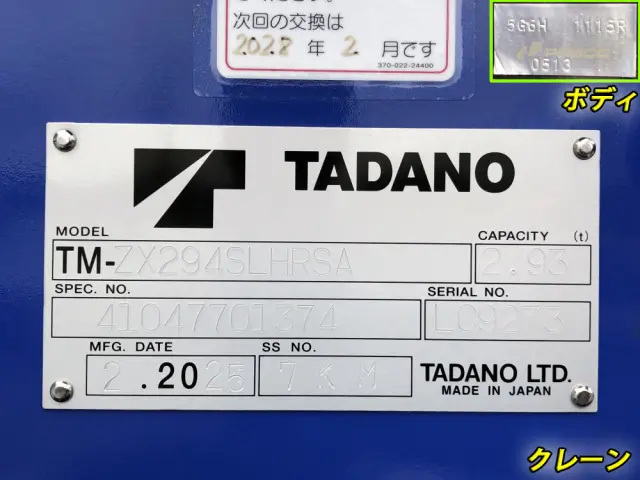 次回の交換は
2028 年 2 月です
370-022-24400
5G6H 1115R
0513
ボディ
TADANO
MODEL
TM-ZX294SLHRSA
CAPACITY (t)
2.93
SPEC. NO.
41047701374
SERIAL NO.
LC9273
MFG. DATE
2 .2025
SS NO.
7KM
TADANO LTD.
MADE IN JAPAN
クレーン